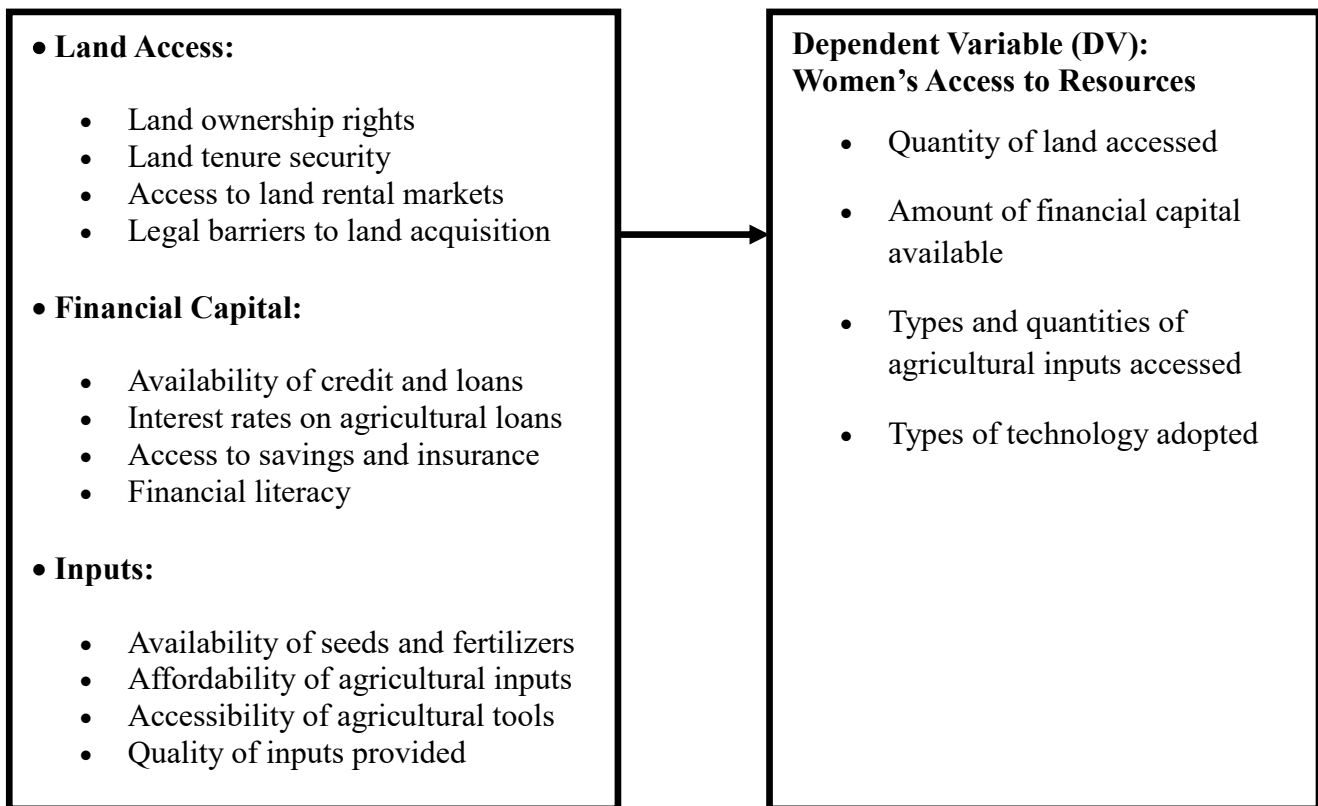 • Land Access:
• Land ownership rights
• Land tenure security
• Access to land rental markets
• Legal barriers to land acquisition
• Financial Capital:
• Availability of credit and loans
• Interest rates on agricultural loans
• Access to savings and insurance
• Financial literacy
• Inputs:
• Availability of seeds and fertilizers
• Affordability of agricultural inputs
• Accessibility of agricultural tools
• Quality of inputs provided
Dependent Variable (DV):
Women’s Access to Resources
• Quantity of land accessed
• Amount of financial capital
available
• Types and quantities of
agricultural inputs accessed
• Types of technology adopted